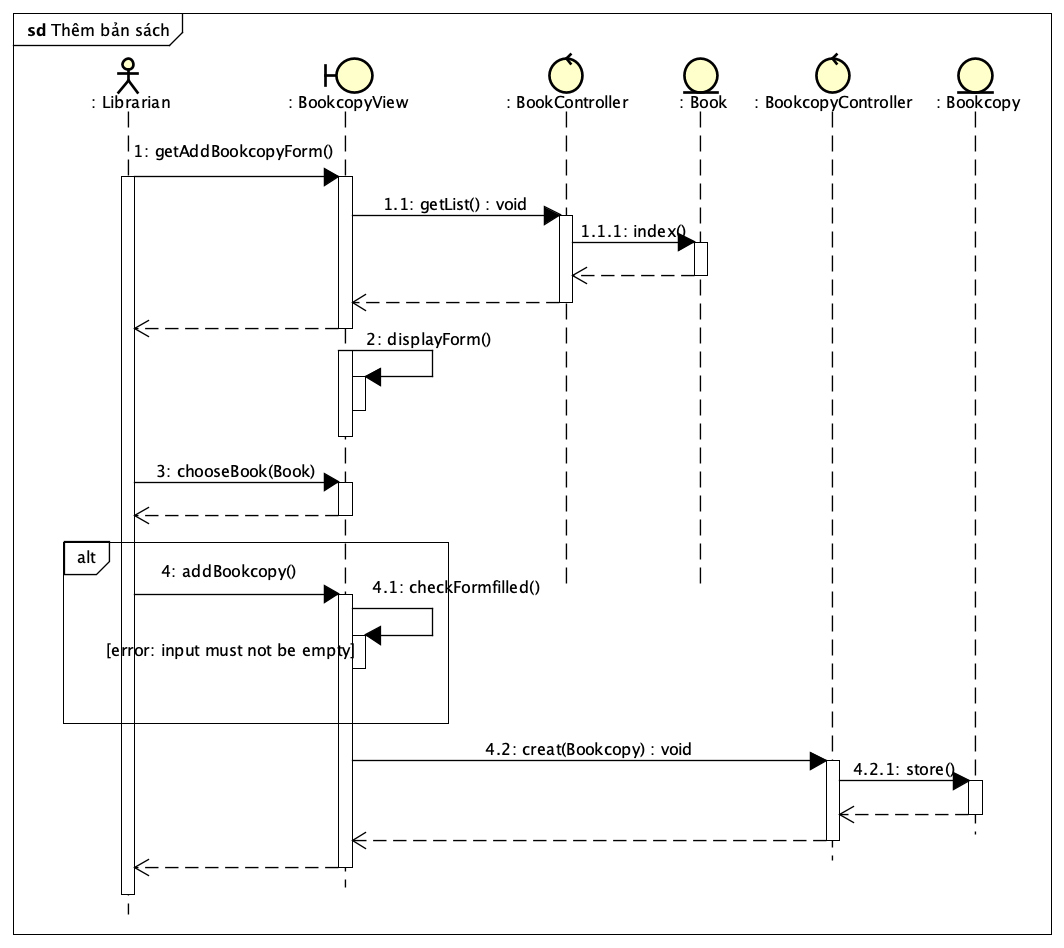 sd Thêm bản sách
: Librarian
: BookcopyView
: BookController
: Book
: BookcopyController
: Bookcopy
1: getAddBookcopyForm()
1.1: getList() : void
1.1.1: index()
2: displayForm()
3: chooseBook(Book)
alt
4: addBookcopy()
4.1: checkFormfilled()
[error: input must not be empty]
4.2: creat(Bookcopy) : void
4.2.1: store()